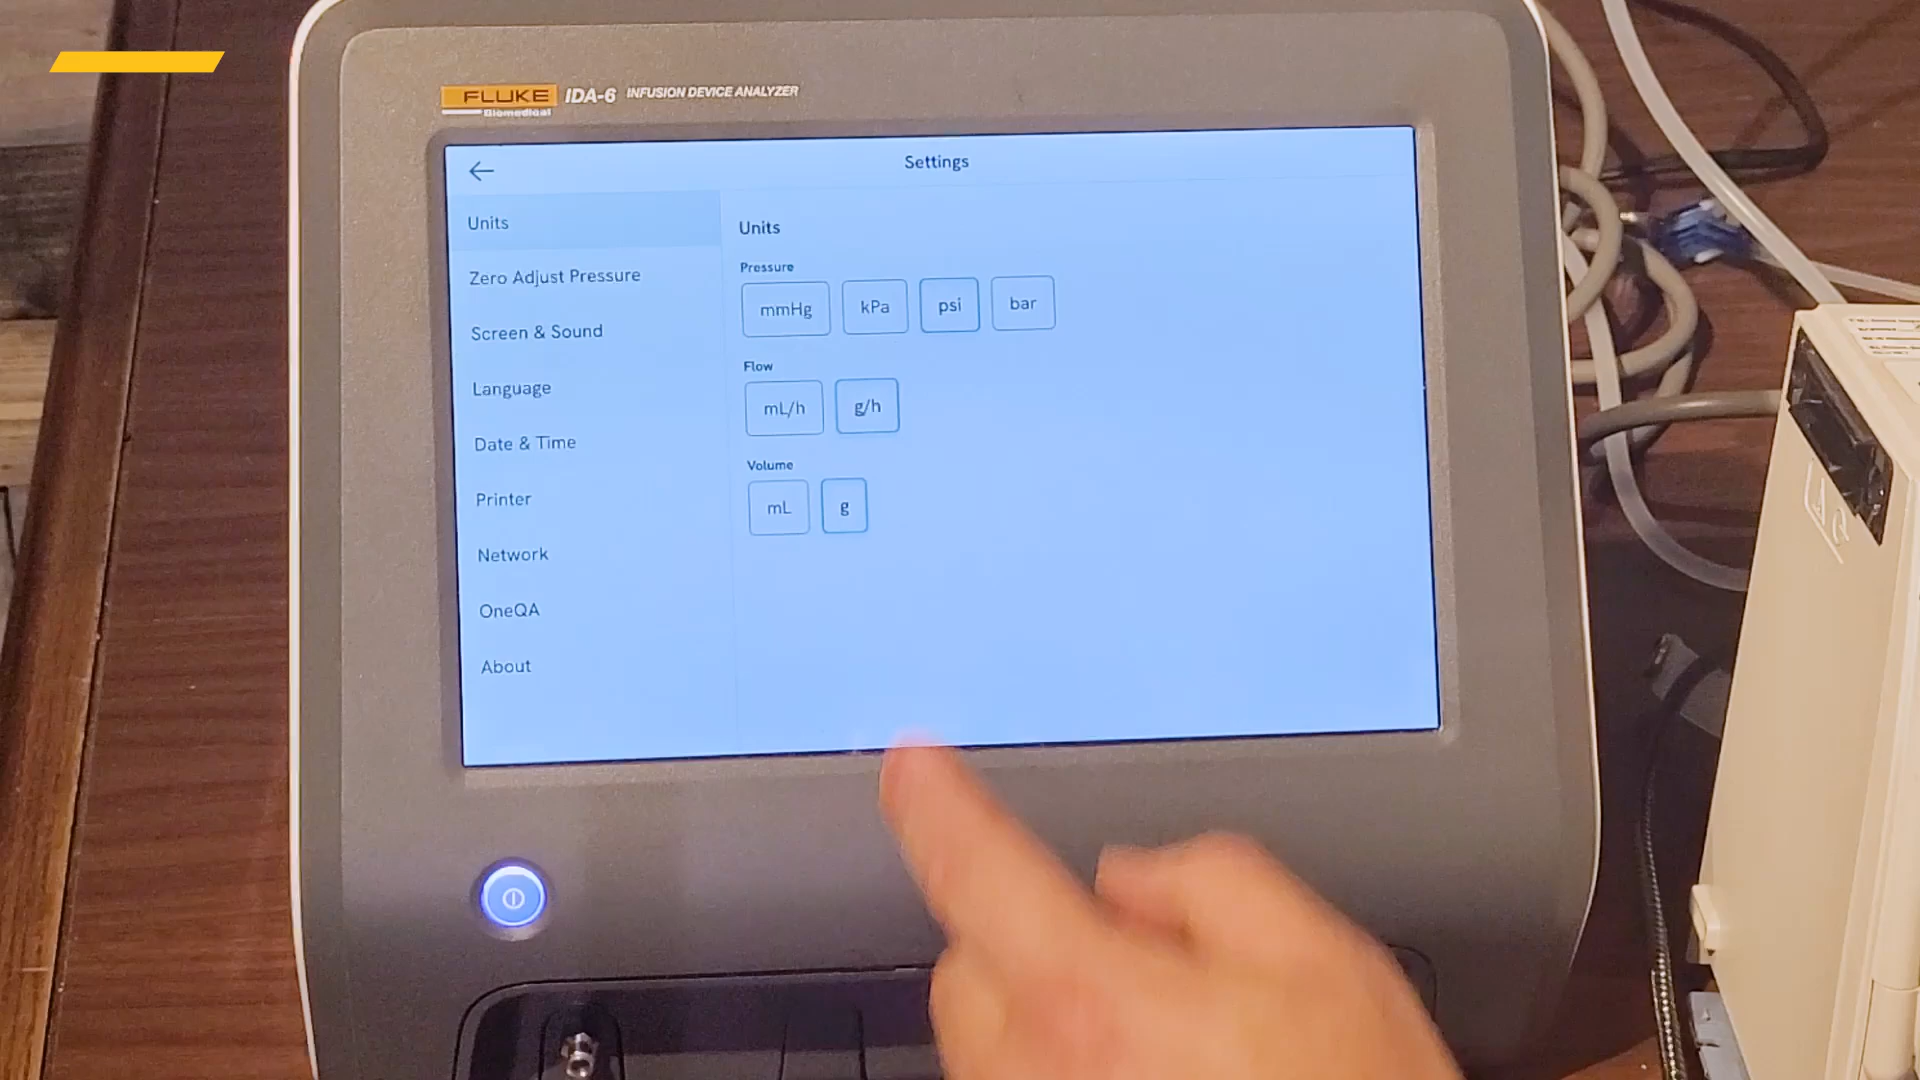 FLUKE
Biomedical
IDA-6 INFUSION DEVICE ANALYZER
Settings
Units
Zero Adjust Pressure
Screen & Sound
Language
Date & Time
Printer
Network
OneQA
About
Units
Pressure
mmHg kPa psi bar
Flow
mL/h g/h
Volume
mL g